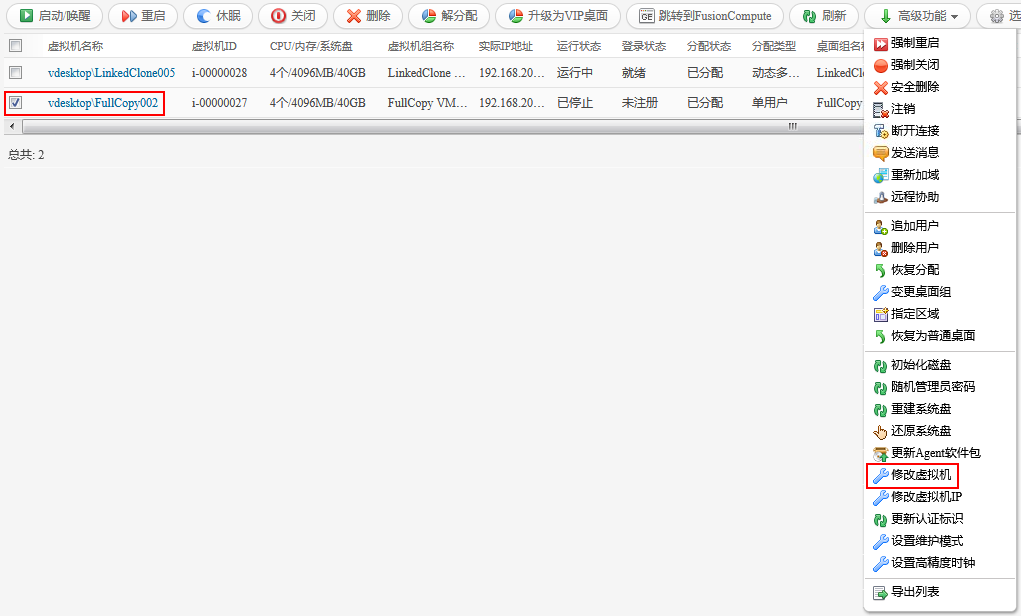 启动/唤醒 重启 休眠 关闭 删除 解分配 升级为VIP桌面 GE 跳转到FusionCompute 刷新 高级功能 选
虚拟机名称 虚拟机ID CPU/内存/系统盘 虚拟机组名称 实际IP地址 运行状态 登录状态 分配状态 分配类型 桌面组名称
vdesktop\LinkedClone005 i-00000028 4个/4096MB/40GB LinkedClone ... 192.168.20... 运行中 就绪 已分配 动态多... LinkedCl
vdesktop\FullCopy002 i-00000027 4个/4096MB/40GB FullCopy VM... 192.168.20... 已停止 未注册 已分配 单用户 FullCopy
总共: 2
强制重启
强制关闭
安全删除
注销
断开连接
发送消息
重新加域
远程协助
追加用户
删除用户
恢复分配
变更桌面组
指定区域
恢复为普通桌面
初始化磁盘
随机管理员密码
重建系统盘
还原系统盘
更新Agent软件包
修改虚拟机
修改虚拟机IP
更新认证标识
设置维护模式
设置高精度时钟
导出列表